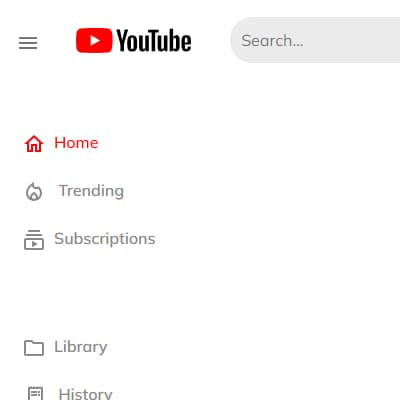 YouTube
Search...
Home
Trending
Subscriptions
Library
History